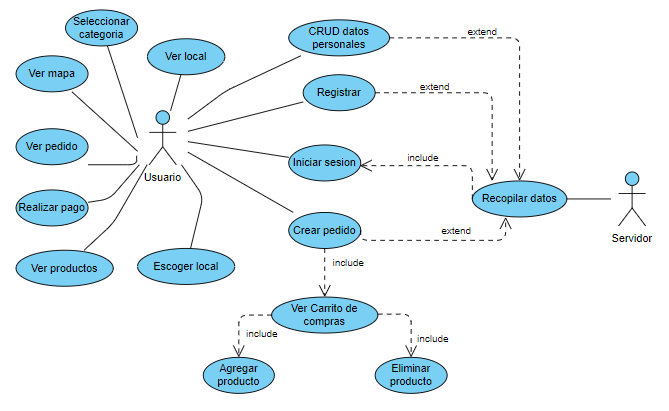 Seleccionar
categoría
Ver local
CRUD datos
personales
extend
Ver mapa
Registrar
extend
Ver pedido
Iniciar sesion
include
Usuario
Realizar pago
Recopilar datos
Crear pedido
extend
Servidor
Ver productos
Escoger local
include
Ver Carrito de
compras
include
include
Agregar
producto
Eliminar
producto